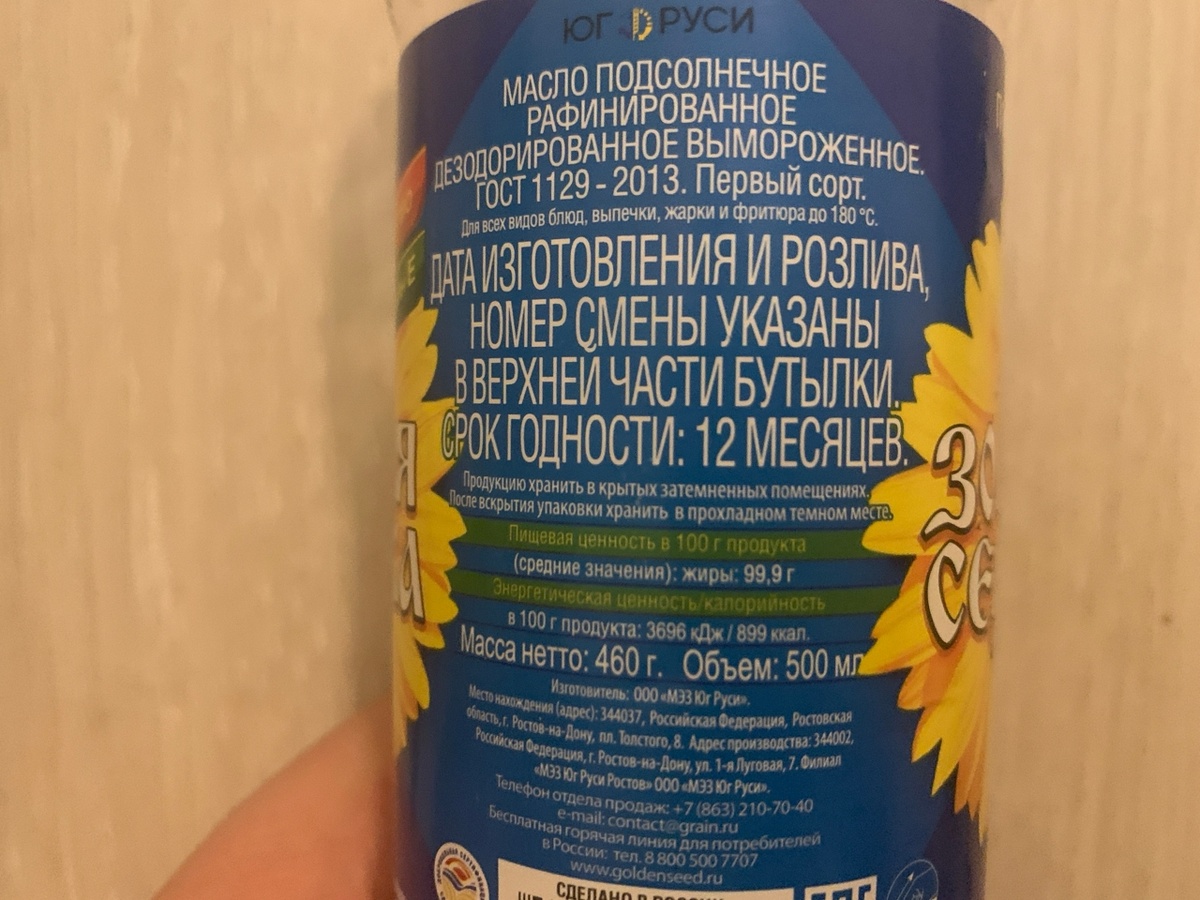 ЮГ РУСИ
МАСЛО ПОДСОЛНЕЧНОЕ
РАФИНИРОВАННОЕ
ДЕЗОДОРИРОВАННОЕ ВЫМОРОЖЕННОЕ.
ГОСТ 1129 - 2013. Первый сорт.
Для всех видов блюд, выпечки, жарки и фритюра до 180 °С.
ДАТА ИЗГОТОВЛЕНИЯ И РОЗЛИВА,
НОМЕР СМЕНЫ УКАЗАНЫ
В ВЕРХНЕЙ ЧАСТИ БУТЫЛКИ.
СРОК ГОДНОСТИ: 12 МЕСЯЦЕВ.
Продукцию хранить в крытых затемненных помещениях.
После вскрытия упаковки хранить в прохладном темном месте.
Пищевая ценность в 100 г продукта
(средние значения): жиры: 99,9 г
Энергетическая ценность/калорийность
в 100 г продукта: 3696 кДж / 899 ккал.
Масса нетто: 460 г. Объем: 500 мл
Изготовитель: ООО «МЭЗ Юг Руси».
Место нахождения (адрес): 344037, Российская Федерация, Ростовская
область, г. Ростов-на-Дону, пл. Толстого, 8. Адрес производства: 344002,
Российская Федерация, г. Ростов-на-Дону, ул. 1-я Луговая, 7. Филиал
«МЭЗ Юг Руси Ростов» ООО «МЭЗ Юг Руси».
Телефон отдела продаж: +7 (863) 210-70-40
e-mail: contact@grain.ru
Бесплатная горячая линия для потребителей
в России: тел. 8 800 500 7707
www.goldenseed.ru
СДЕЛАНО В РОССИИ